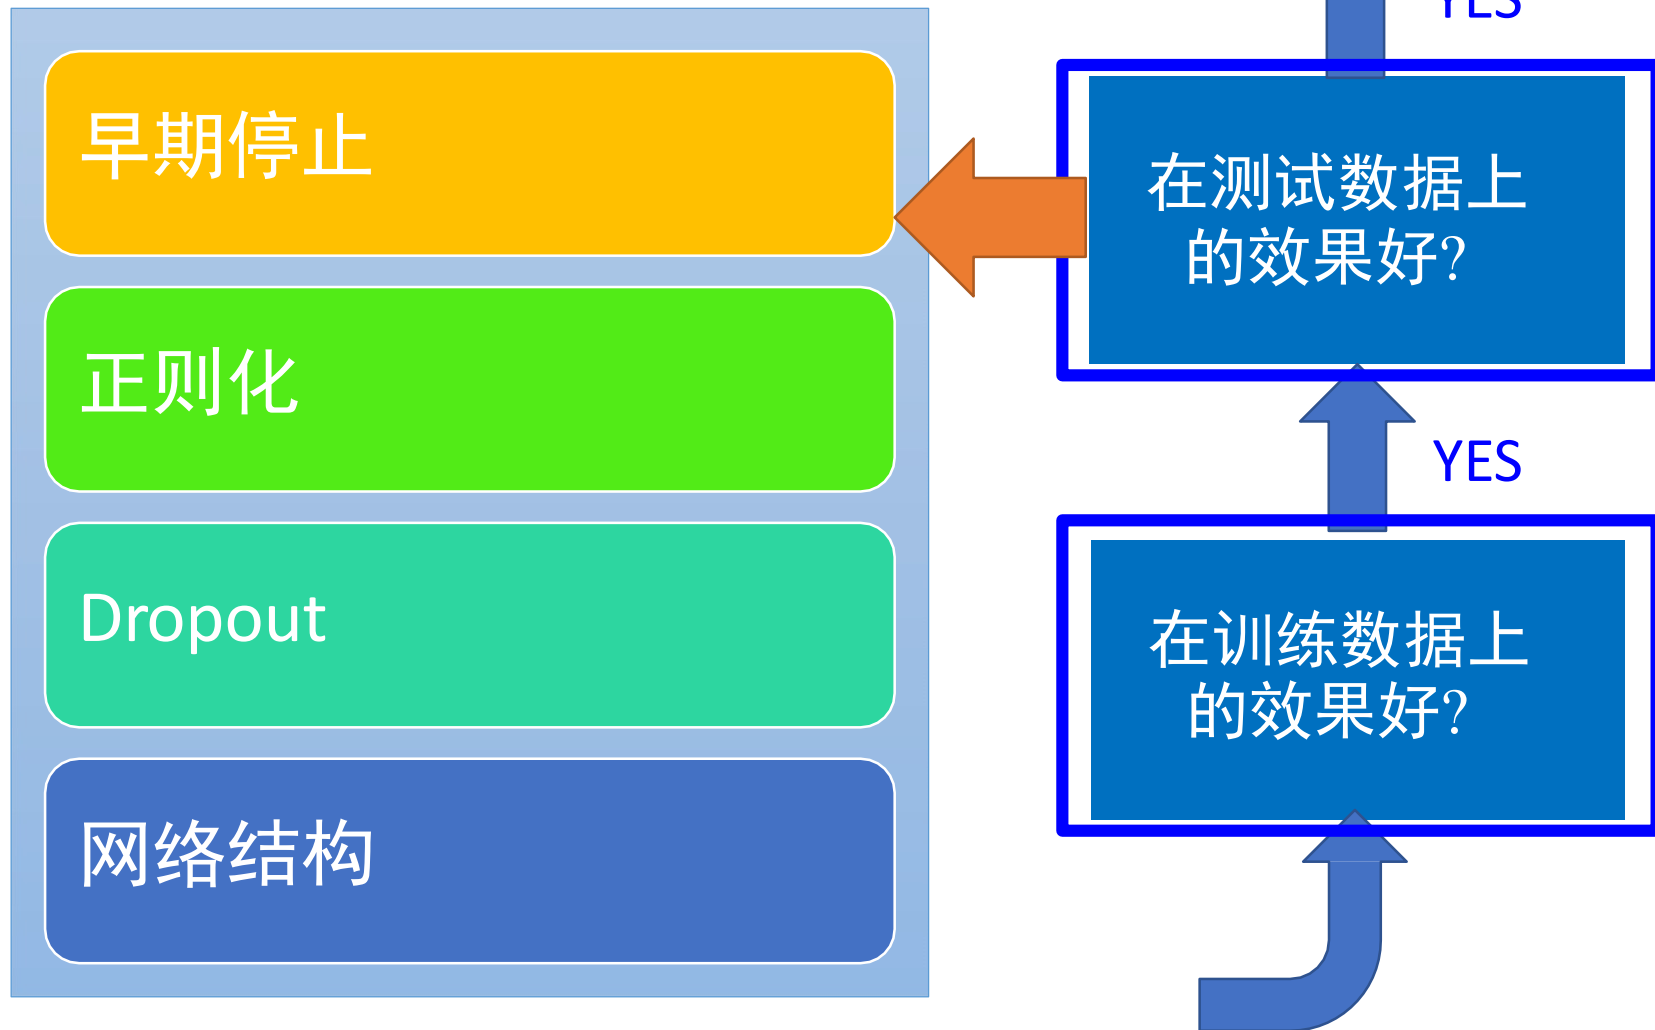 早期停止
正则化
Dropout
网络结构
YES
在测试数据上
的效果好?
YES
在训练数据上
的效果好?